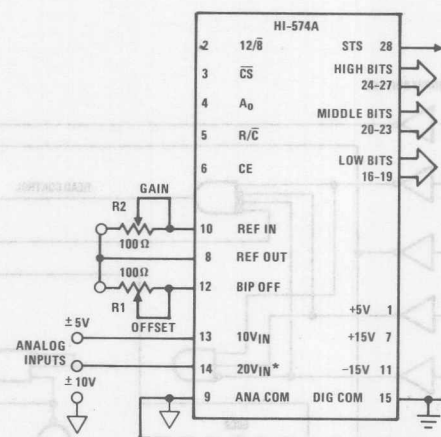 HI-574A
2 12/8̅ STS 28
3 C̅S̅ HIGH BITS
24–27
4 A₀ MIDDLE BITS
20–23
5 R/C̅ LOW BITS
16–19
6 CE
GAIN
R2
100Ω
10 REF IN
8 REF OUT
100Ω
12 BIP OFF
R1
OFFSET
+5V 1
±5V
13 10VIN +15V 7
ANALOG
INPUTS
14 20VIN* −15V 11
±10V
9 ANA COM DIG COM 15